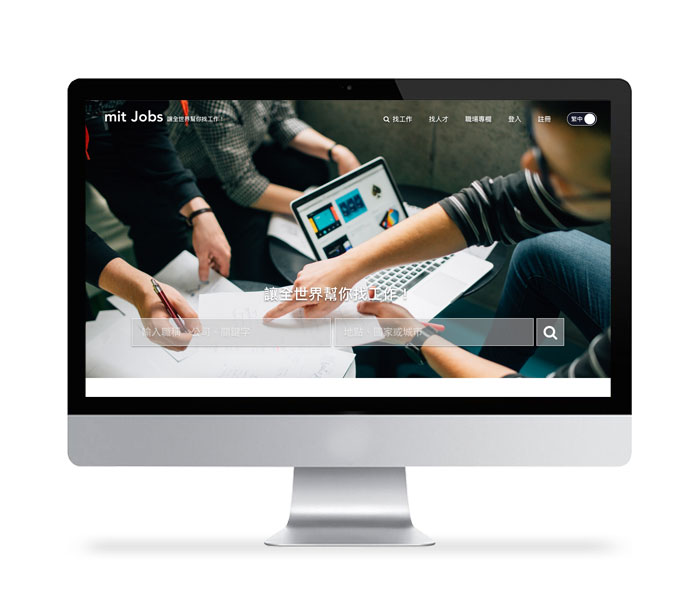 mit Jobs 讓全世界幫你找工作
找工作 找人才 職場專欄 登入 註冊 繁中
讓全世界幫你找工作！
輸入職稱、公司、關鍵字 地點、國家或城市